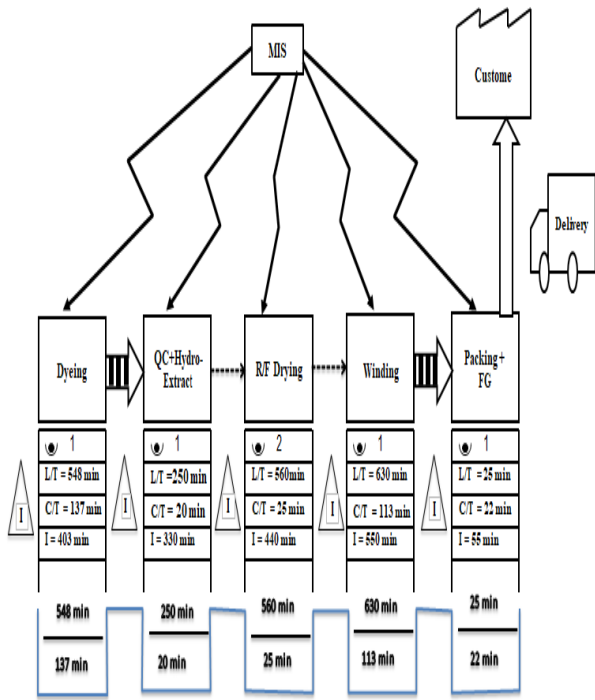 MIS
Custome
Delivery
Dyeing
QC+Hydro-
Extract
R/F Drying
Winding
Packing+
FG
1
1
2
1
1
L/T = 548 min
L/T =250 min
L/T = 560min
L/T = 630 min
L/T = 25 min
C/T = 137 min
C/T = 20 min
C/T = 25 min
C/T = 113 min
C/T = 22 min
I = 403 min
I = 330 min
I = 440 min
I = 550 min
I = 55 min
I
I
I
I
I
548 min
250 min
560 min
630 min
25 min
137 min
20 min
25 min
113 min
22 min